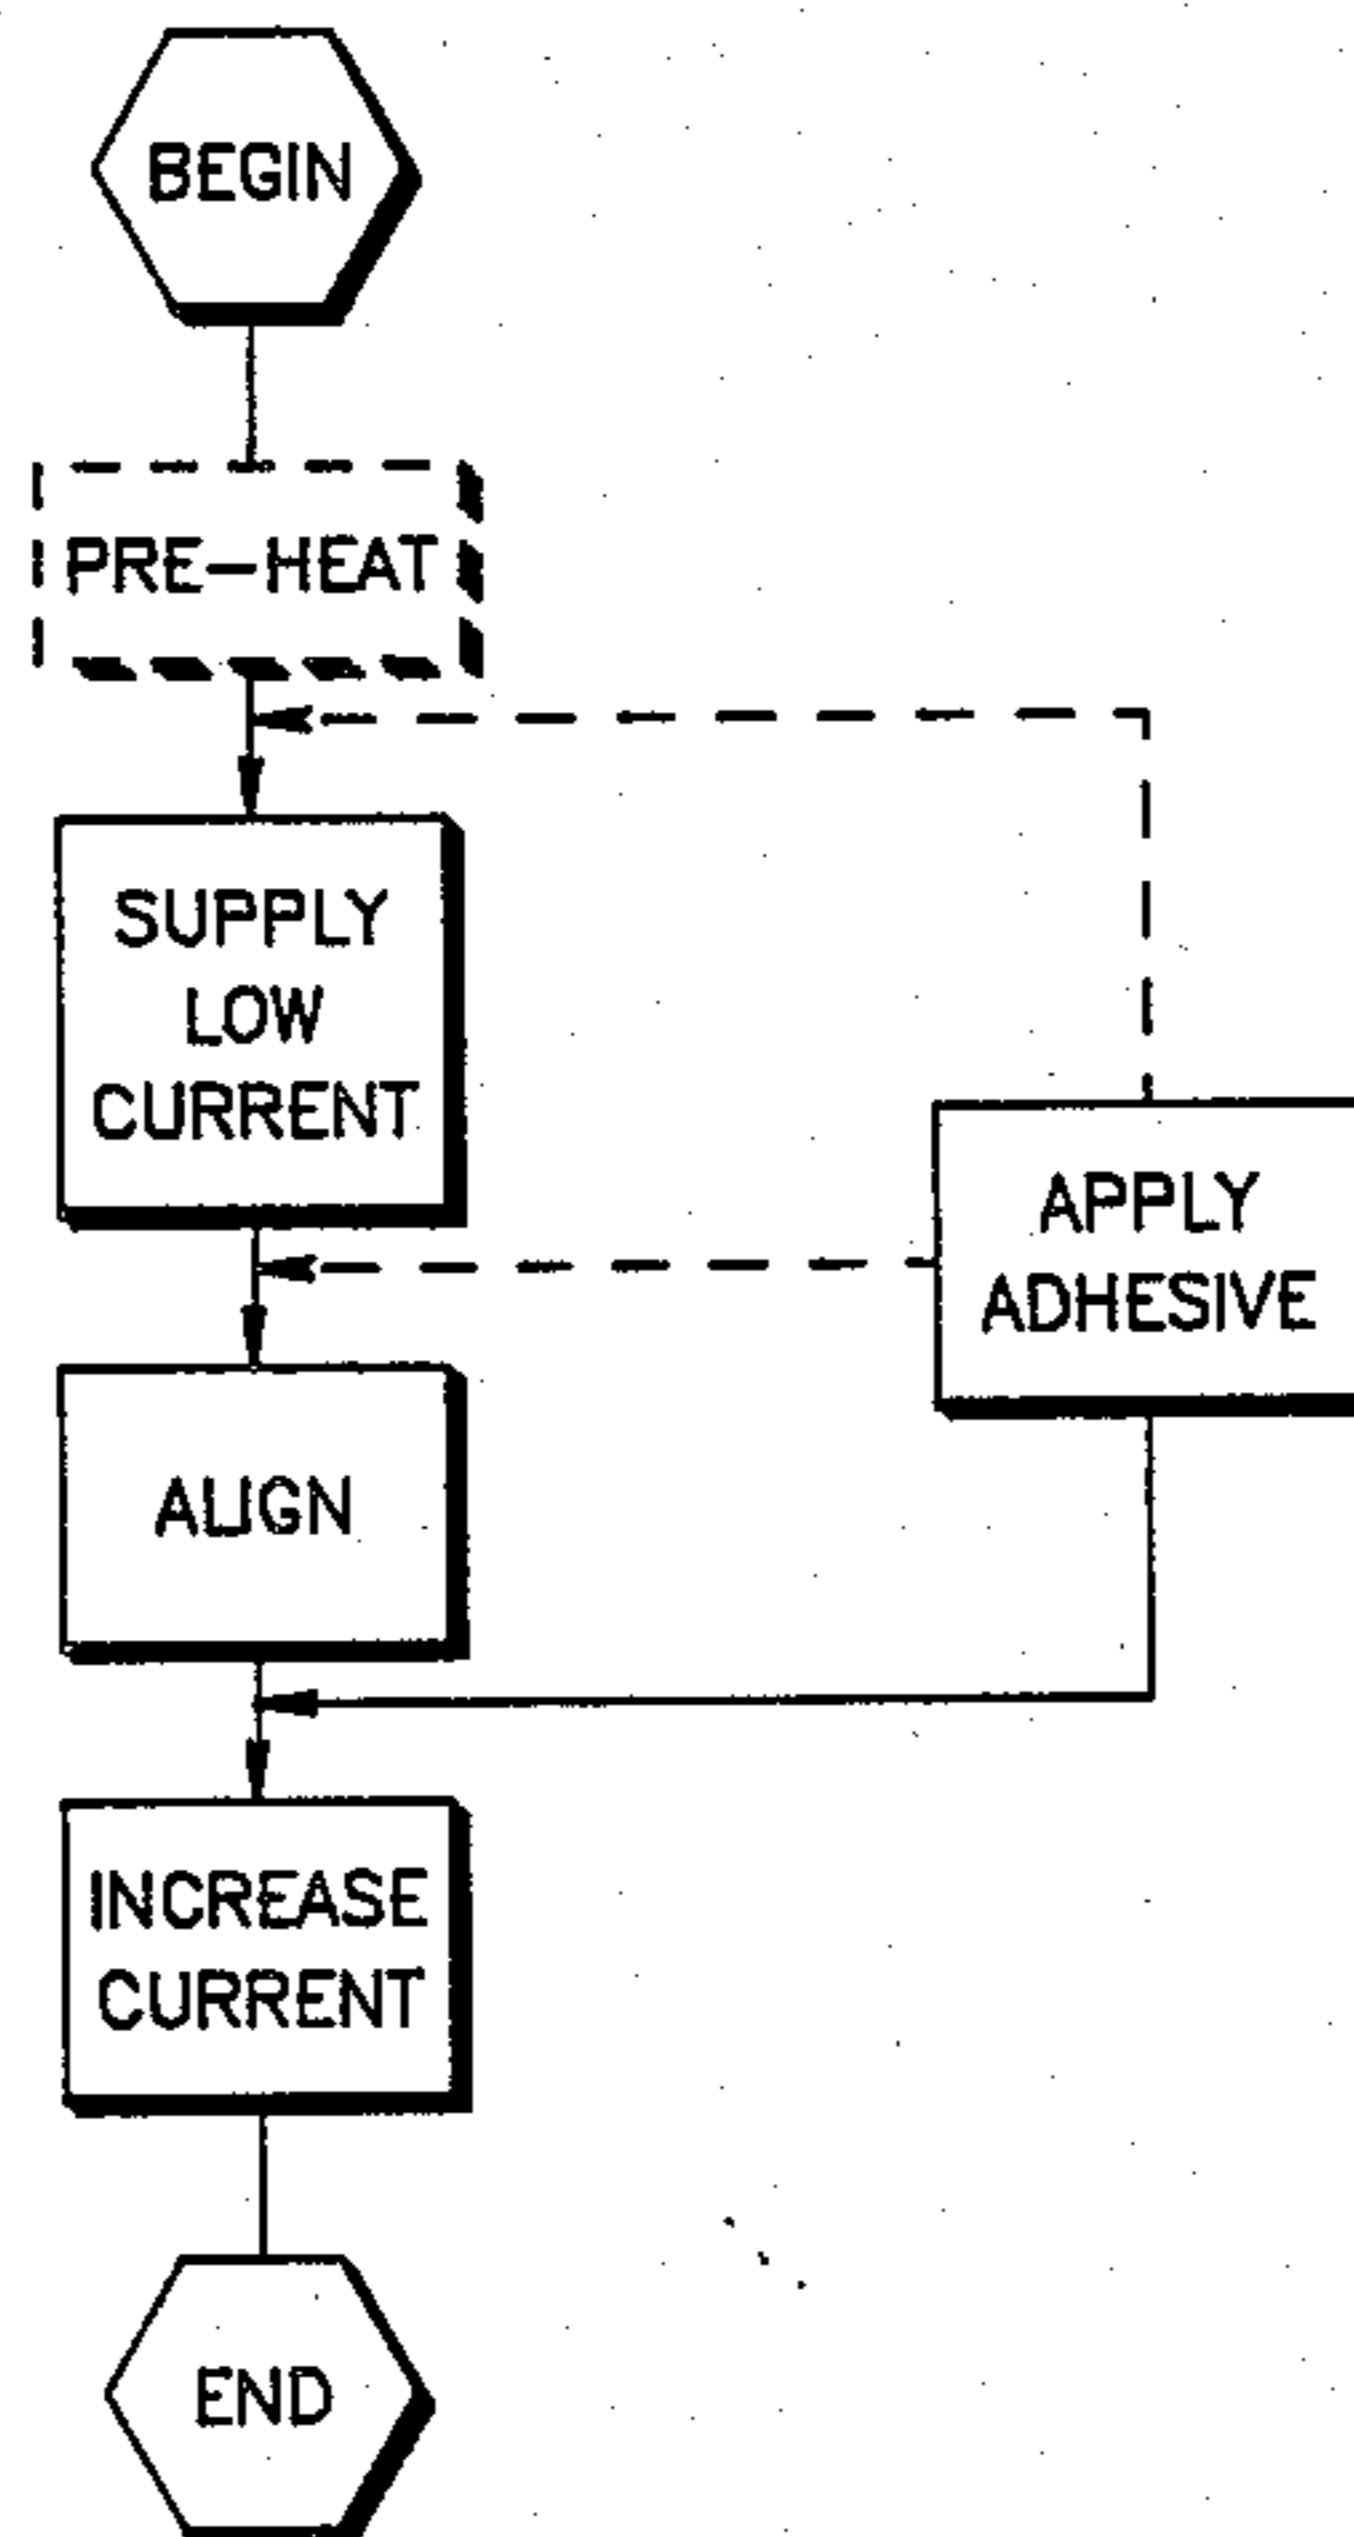 BEGIN
PRE-HEAT
SUPPLY
LOW
CURRENT
APPLY
ADHESIVE
ALIGN
INCREASE
CURRENT
END